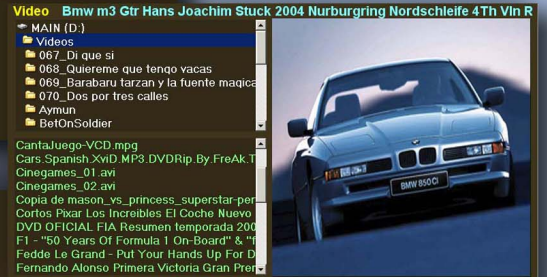 Video Bmw m3 Gtr Hans Joachim Stuck 2004 Nurburgring Nordschleife 4Th Vln R
MAIN (D:)
Videos
067_Di que si
068_Quiereme que tengo vacas
069_Barabaru tarzan y la fuente magica
070_Dos por tres calles
Aymun
BetOnSoldier
CantaJuego-VCD.mpg
Cars.Spanish.XviD.MP3.DVDRip.By.FreAk.T
Cinegames_01.avi
Cinegames_02.avi
Copia de mason_vs_princess_superstar-per
Cortos Pixar Los Increibles El Coche Nuevo
DVD OFICIAL FIA Resumen temporada 200
F1 - "50 Years Of Formula 1 On-Board" & "f
Fedde Le Grand - Put Your Hands Up For D
Fernando Alonso Primera Victoria Gran Prer
BMW 850Ci